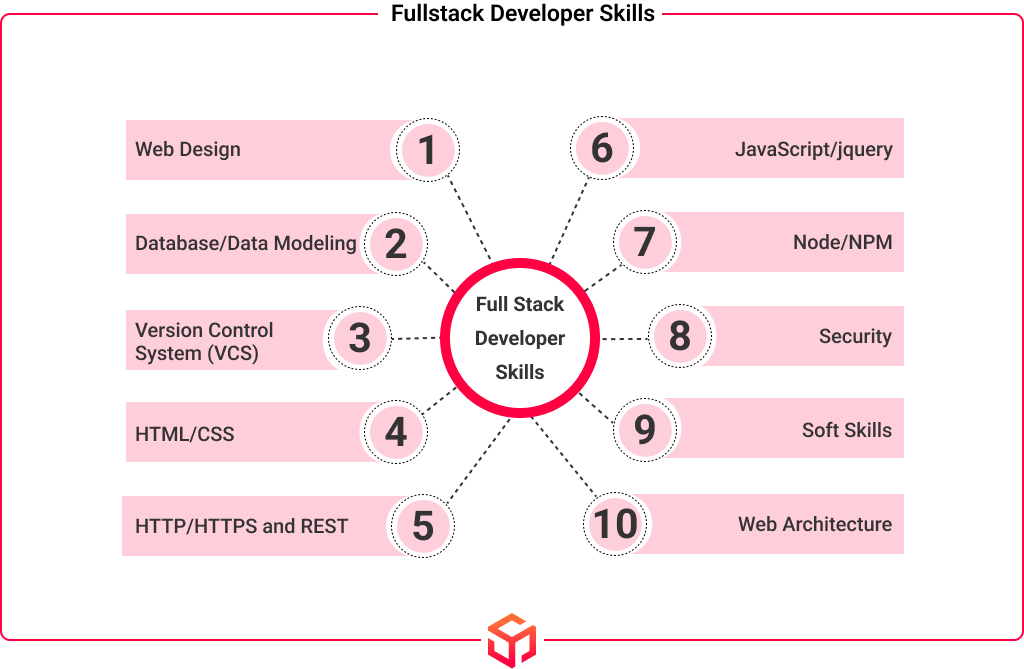 Fullstack Developer Skills
Web Design
1
Database/Data Modeling
2
Version Control
System (VCS)
3
HTML/CSS
4
HTTP/HTTPS and REST
5
Full Stack
Developer
Skills
6
JavaScript/jquery
7
Node/NPM
8
Security
9
Soft Skills
10
Web Architecture